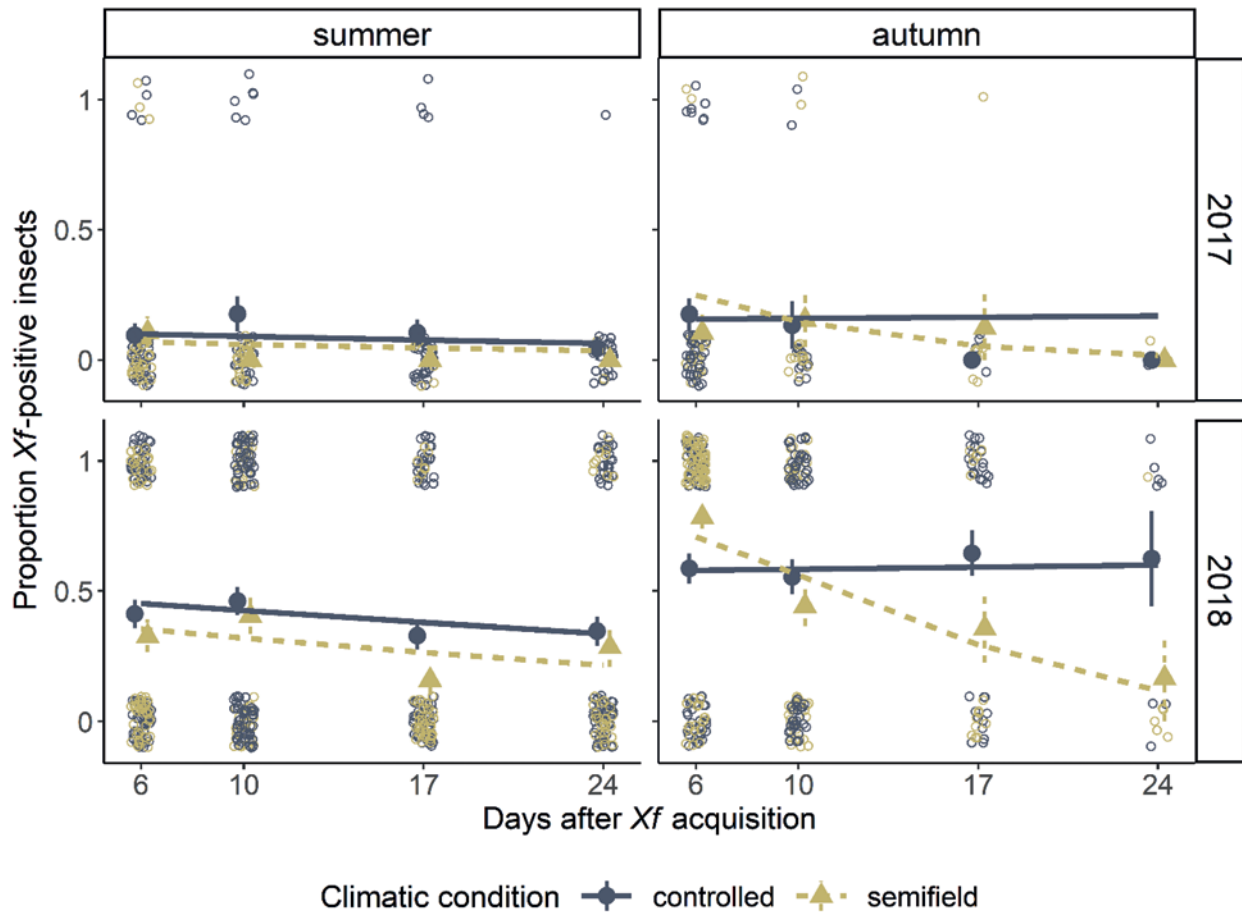 summer autumn
1
0.5
0
2017
1
0.5
0
2018
Proportion Xf-positive insects
6 10 17 24 6 10 17 24
Days after Xf acquisition
Climatic condition controlled semifield